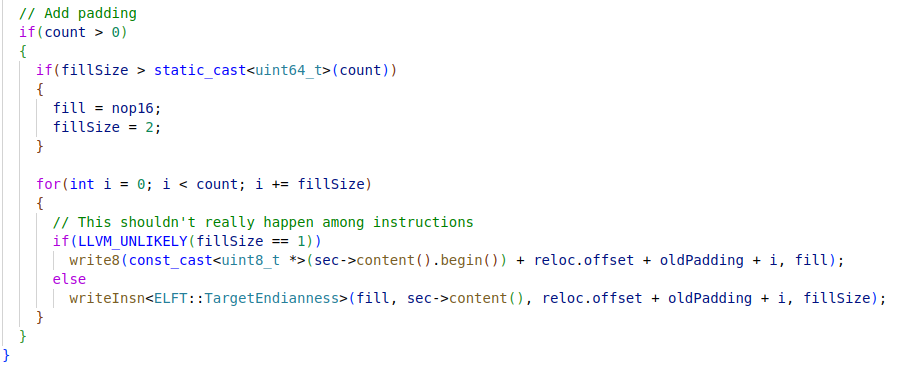 // Add padding
if(count > 0)
{
if(fillSize > static_cast<uint64_t>(count))
{
fill = nop16;
fillSize = 2;
}
for(int i = 0; i < count; i += fillSize)
{
// This shouldn't really happen among instructions
if(LLVM_UNLIKELY(fillSize == 1))
write8(const_cast<uint8_t *>(sec->content().begin()) + reloc.offset + oldPadding + i, fill);
else
writeInsn<ELFT::TargetEndianness>(fill, sec->content(), reloc.offset + oldPadding + i, fillSize);
}
}
}